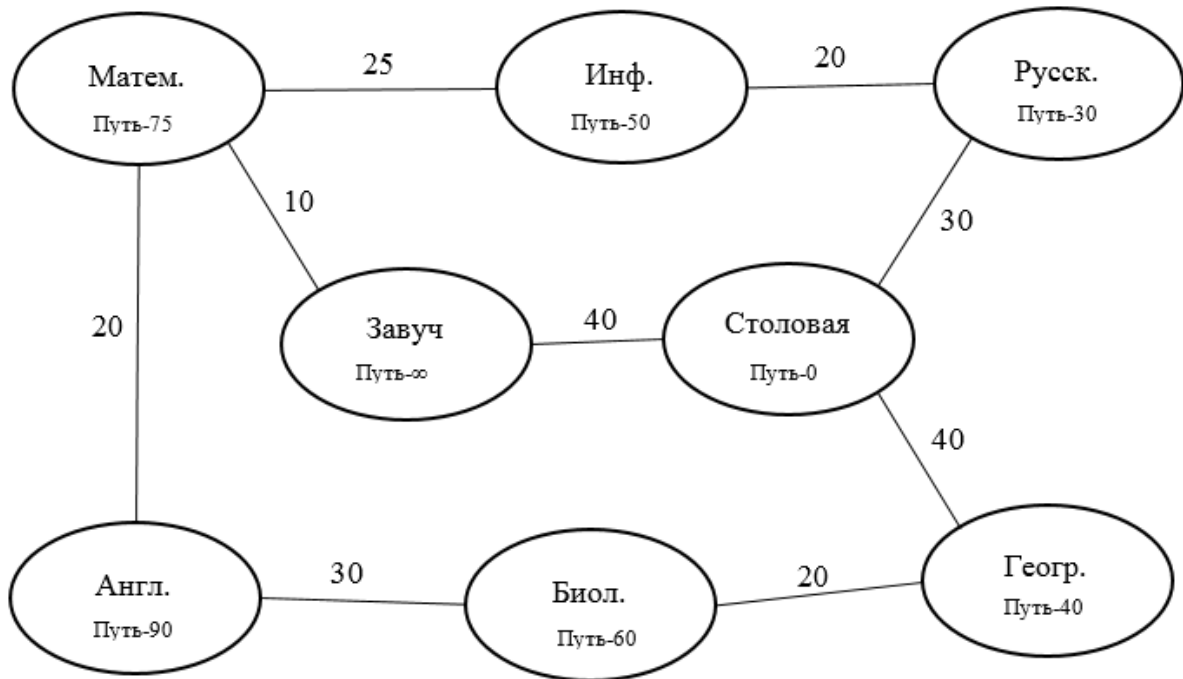 Матем.
Путь-75
25
Инф.
Путь-50
20
Русск.
Путь-30
10
30
20
Завуч
Путь-∞
40
Столовая
Путь-0
40
Англ.
Путь-90
30
Биол.
Путь-60
20
Геогр.
Путь-40